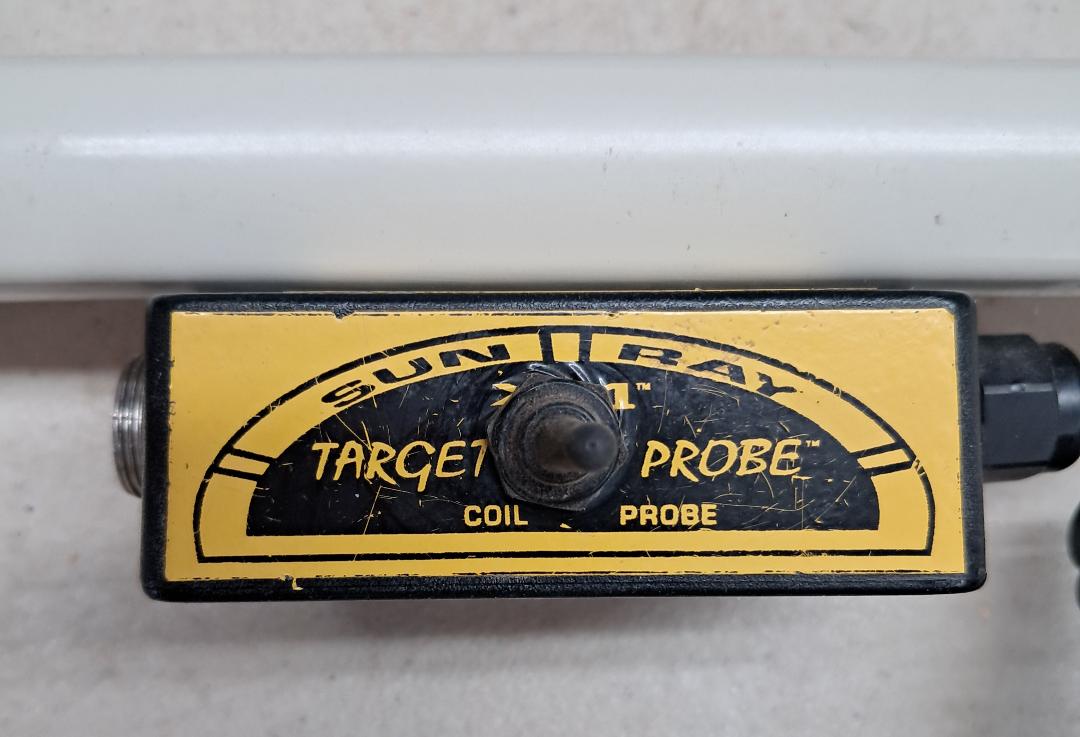 SUN RAY
TARGET PROBE™
COIL PROBE